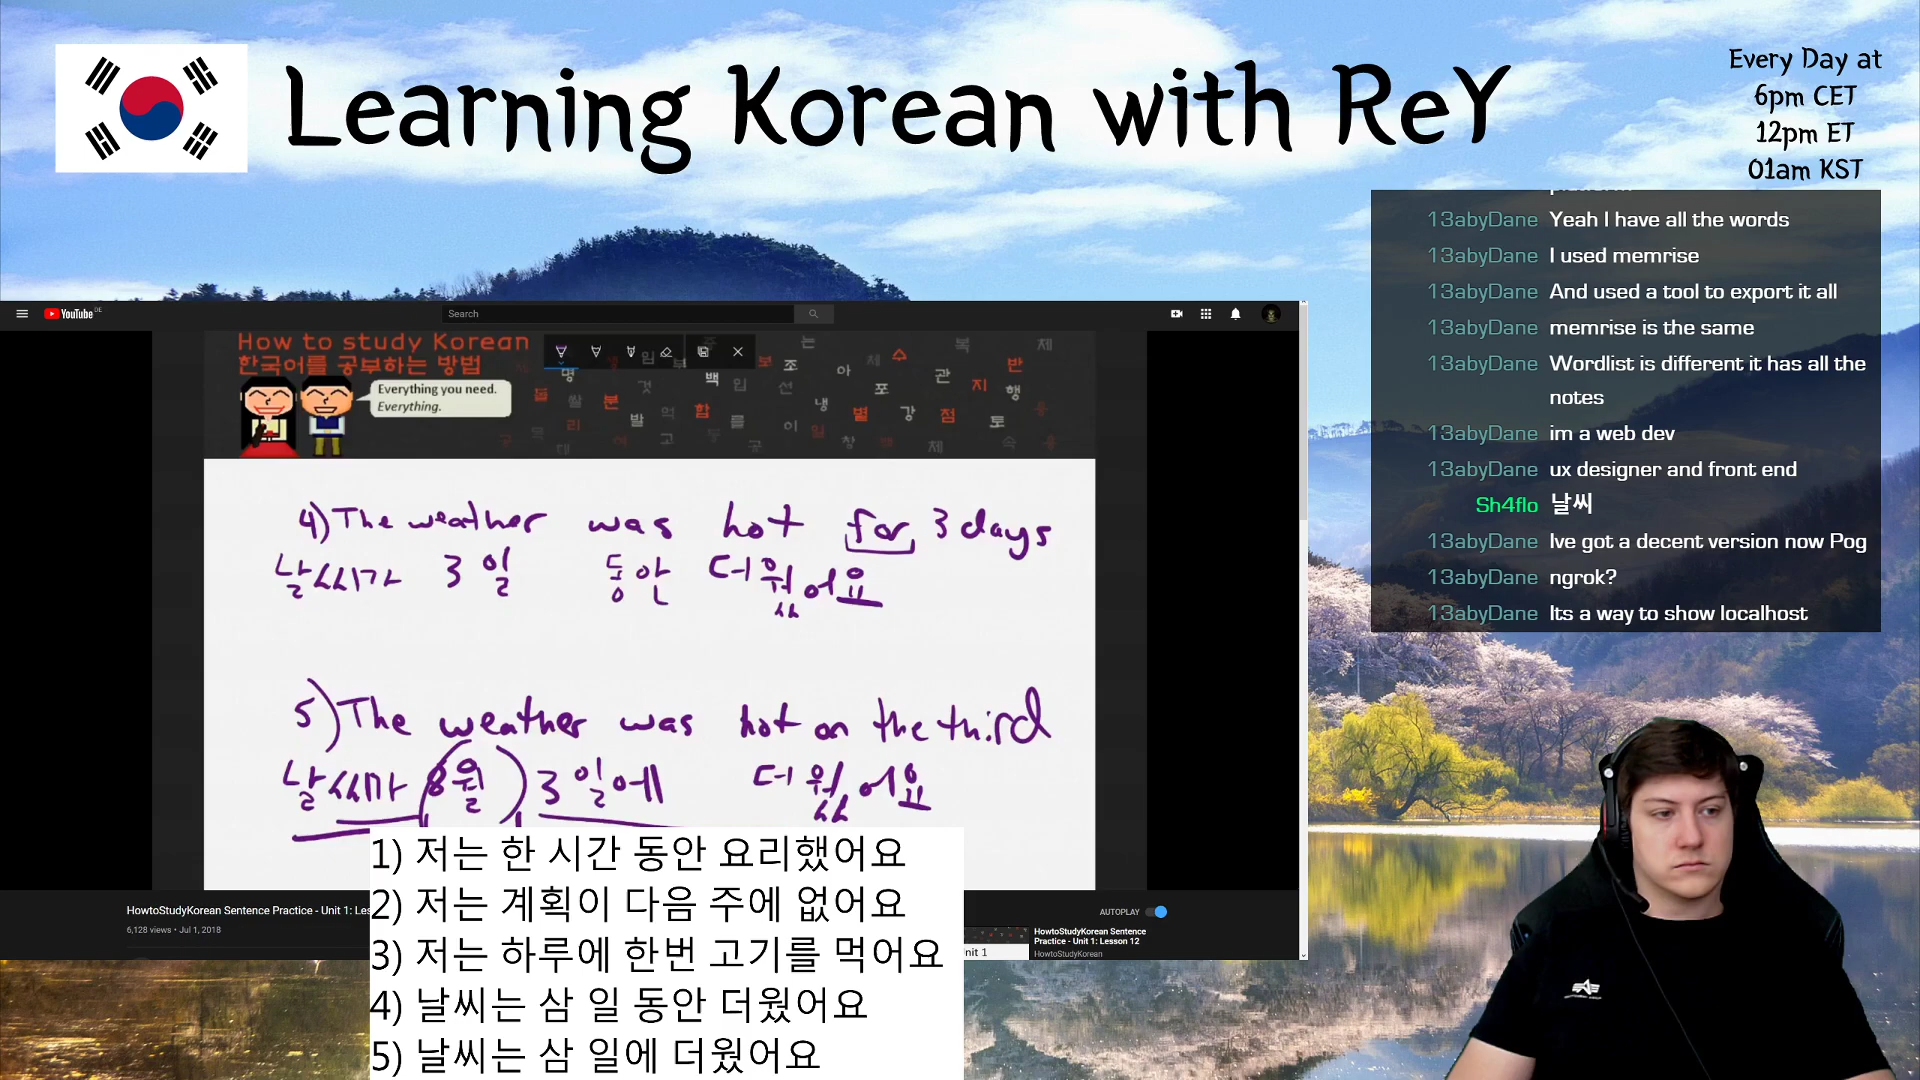 Learning Korean with ReY
Every Day at
6pm CET
12pm ET
01am KST
13abyDane Yeah I have all the words
13abyDane I used memrise
13abyDane And used a tool to export it all
13abyDane memrise is the same
13abyDane Wordlist is different it has all the
notes
13abyDane im a web dev
13abyDane ux designer and front end
Sh4flo 날씨
13abyDane Ive got a decent version now Pog
13abyDane ngrok?
13abyDane Its a way to show localhost
YouTube DE
Search
How to study Korean
한국어를 공부하는 방법
Everything you need.
Everything.
4) The weather was hot for 3 days
날씨가 3일 동안 더웠어요
5) The weather was hot on the third
날씨가 8월 3일에 더웠어요
1) 저는 한 시간 동안 요리했어요
2) 저는 계획이 다음 주에 없어요
3) 저는 하루에 한번 고기를 먹어요
4) 날씨는 삼 일 동안 더웠어요
5) 날씨는 삼 일에 더웠어요
HowtoStudyKorean Sentence Practice - Unit 1: Les
6,128 views • Jul 1, 2018
AUTOPLAY
nit 1
HowtoStudyKorean Sentence
Practice - Unit 1: Lesson 12
HowtoStudyKorean